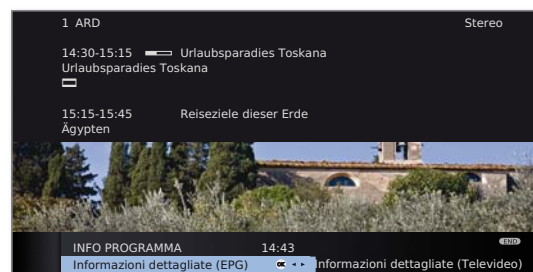 1 ARD Stereo
14:30-15:15 Urlaubsparadies Toskana
Urlaubsparadies Toskana
15:15-15:45 Reiseziele dieser Erde
Ägypten
INFO PROGRAMMA 14:43 END
Informazioni dettagliate (EPG) OK Informazioni dettagliate (Televideo)